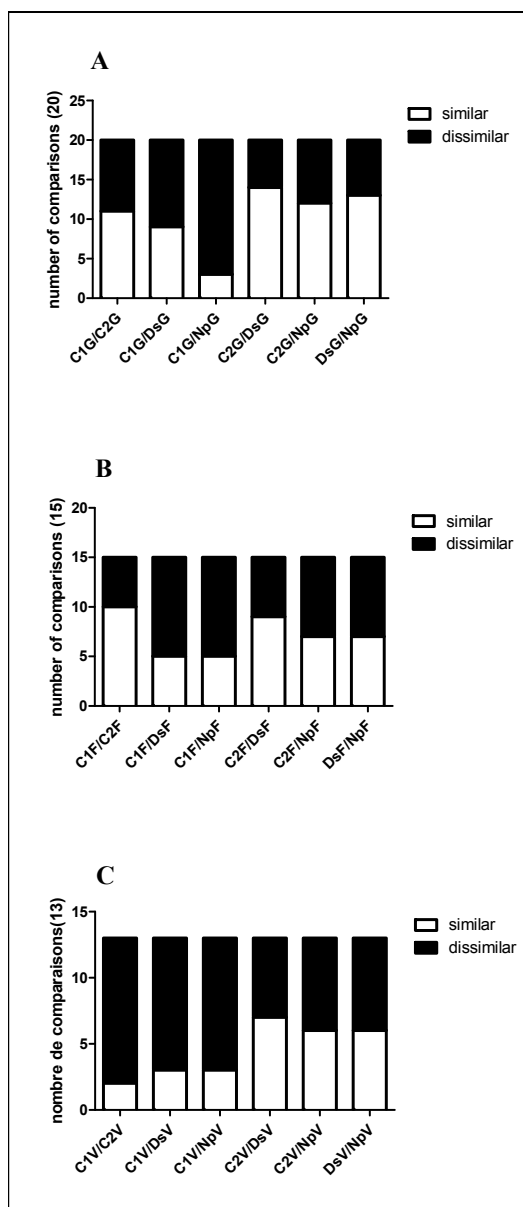 A
number of comparisons (20)
25
20
15
10
5
0
similar
dissimilar
C1G/C2G
C1G/DsG
C1G/NpG
C2G/DsG
C2G/NpG
DsG/NpG
B
number of comparisons (15)
20
15
10
5
0
similar
dissimilar
C1F/C2F
C1F/DsF
C1F/NpF
C2F/DsF
C2F/NpF
DsF/NpF
C
nombre de comparaisons(13)
15
10
5
0
similar
dissimilar
C1V/C2V
C1V/DsV
C1V/NpV
C2V/DsV
C2V/NpV
DsV/NpV